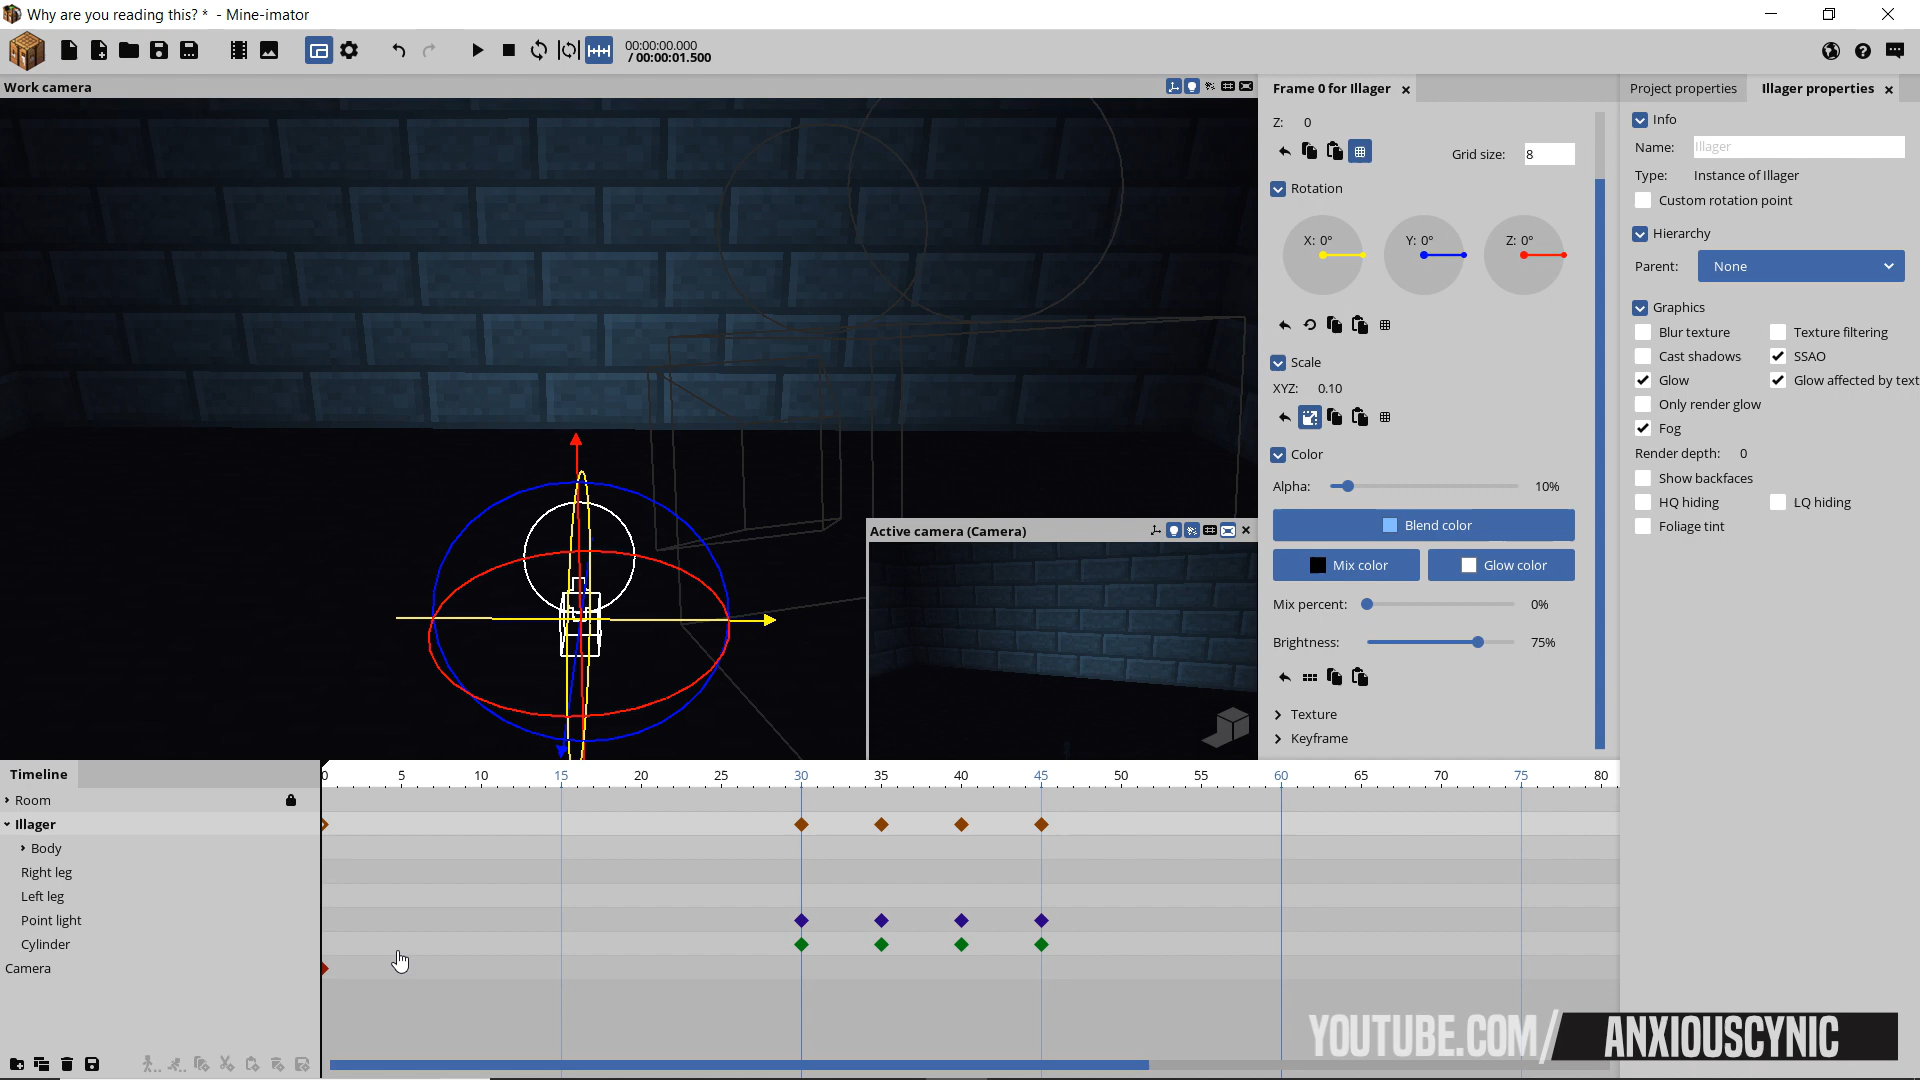 Why are you reading this? * - Mine-imator
00:00:00.000
/ 00:00:01.500
Work camera
Frame 0 for Illager
Project properties
Illager properties
Z: 0
Grid size: 8
Rotation
X: 0°
Y: 0°
Z: 0°
Scale
XYZ: 0.10
Color
Alpha: 10%
Blend color
Mix color
Glow color
Mix percent: 0%
Brightness: 75%
Texture
Keyframe
Info
Name: Illager
Type: Instance of Illager
Custom rotation point
Hierarchy
Parent: None
Graphics
Blur texture
Texture filtering
Cast shadows
SSAO
Glow
Glow affected by text
Only render glow
Fog
Render depth: 0
Show backfaces
HQ hiding
LQ hiding
Foliage tint
Active camera (Camera)
Timeline
0 5 10 15 20 25 30 35 40 45 50 55 60 65 70 75 80
Room
Illager
Body
Right leg
Left leg
Point light
Cylinder
Camera
YOUTUBE.COM/ ANXIOUSCYNIC